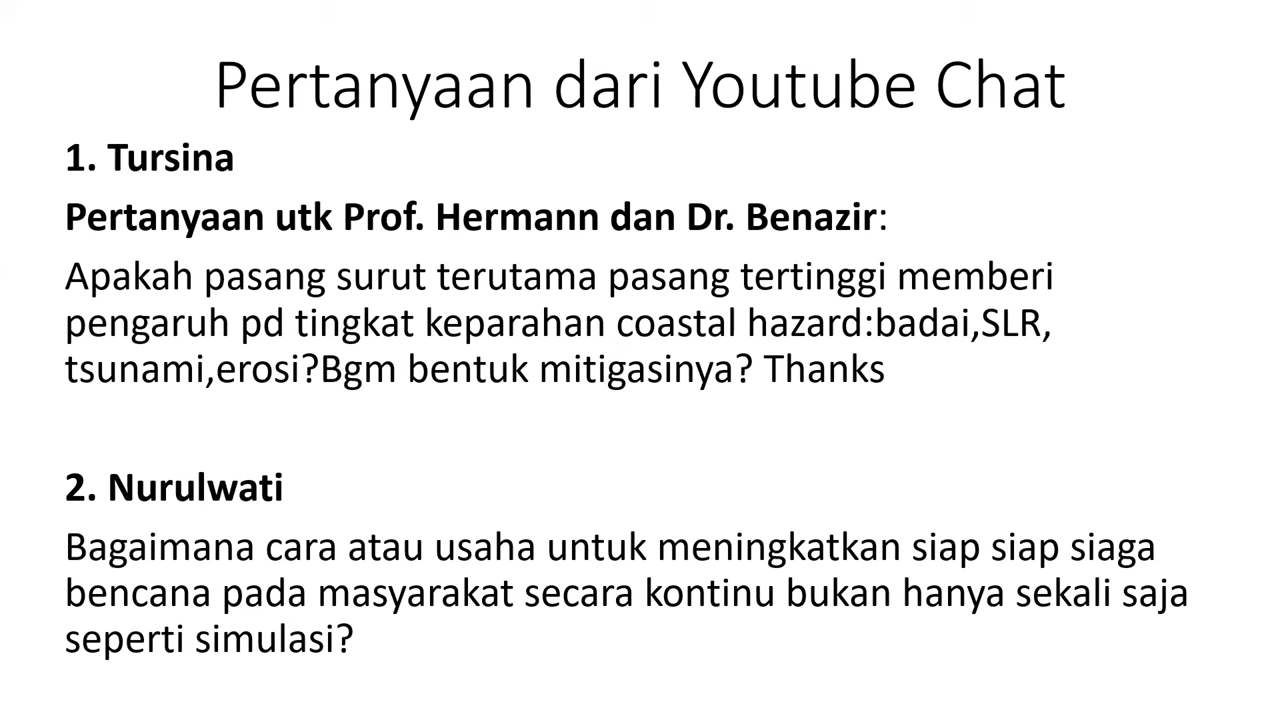 Pertanyaan dari Youtube Chat
1. Tursina
Pertanyaan utk Prof. Hermann dan Dr. Benazir:
Apakah pasang surut terutama pasang tertinggi memberi
pengaruh pd tingkat keparahan coastal hazard:badai,SLR,
tsunami,erosi?Bgm bentuk mitigasinya? Thanks
2. Nurulwati
Bagaimana cara atau usaha untuk meningkatkan siap siap siaga
bencana pada masyarakat secara kontinu bukan hanya sekali saja
seperti simulasi?